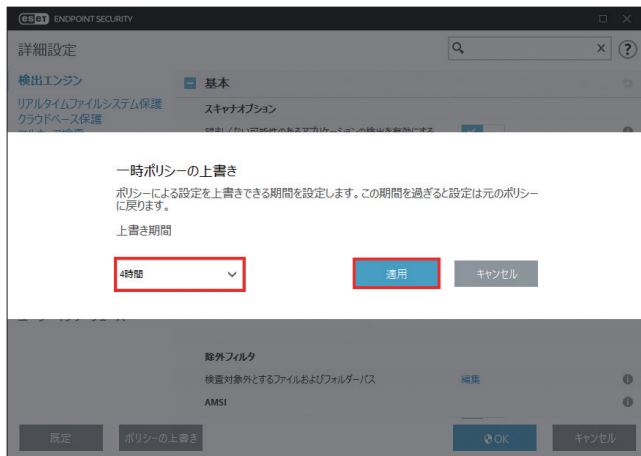 eset ENDPOINT SECURITY
詳細設定
検出エンジン
基本
リアルタイムファイルシステム保護
スキャナオプション
クラウドベース保護
一時ポリシーの上書き
ポリシーによる設定を上書きできる期間を設定します。この期間を過ぎると設定は元のポリシー
に戻ります。
上書き期間
4時間
適用
キャンセル
除外フィルタ
検査対象外とするファイルおよびフォルダーパス
編集
AMSI
既定
ポリシーの上書き
OK
キャンセル